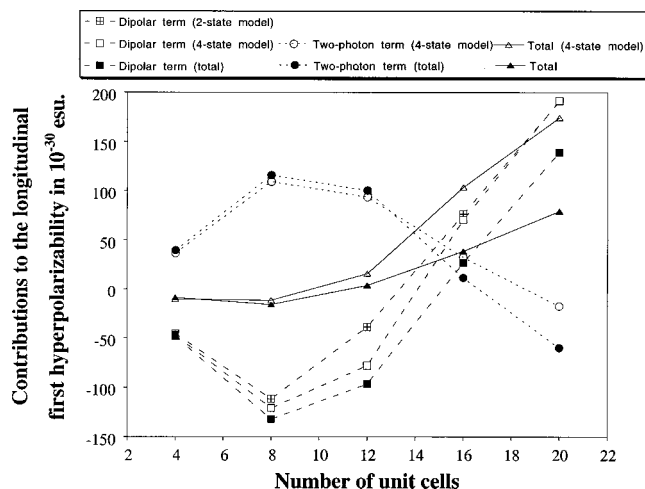 Dipolar term (2-state model)
Dipolar term (4-state model) Two-photon term (4-state model) Total (4-state model)
Dipolar term (total) Two-photon term (total) Total
200
150
100
50
0
-50
-100
-150
2 4 6 8 10 12 14 16 18 20 22
Contributions to the longitudinal
first hyperpolarizability in 10⁻³⁰ esu.
Number of unit cells